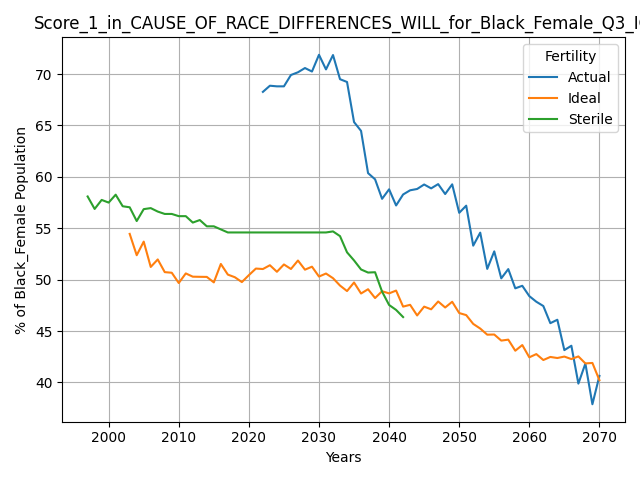 Score_1_in_CAUSE_OF_RACE_DIFFERENCES_WILL_for_Black_Female_Q3_I
Fertility
Actual
Ideal
Sterile
% of Black_Female Population
70
65
60
55
50
45
40
2000
2010
2020
2030
2040
2050
2060
2070
Years